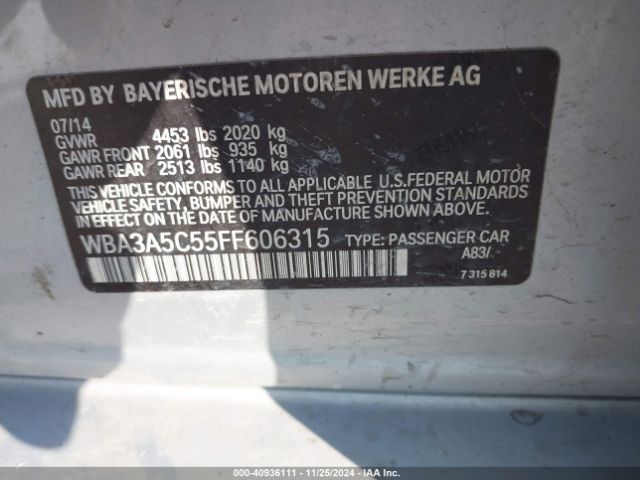 MFD BY BAYERISCHE MOTOREN WERKE AG
07/14
GVWR 4453 lbs 2020 kg
GAWR FRONT 2061 lbs 935 kg
GAWR REAR 2513 lbs 1140 kg
THIS VEHICLE CONFORMS TO ALL APPLICABLE U.S.FEDERAL MOTOR
VEHICLE SAFETY, BUMPER AND THEFT PREVENTION STANDARDS
IN EFFECT ON THE DATE OF MANUFACTURE SHOWN ABOVE.
WBA3A5C55FF606315 TYPE: PASSENGER CAR
A83/
7 315 814
000-40936111 - 11/25/2024 - IAA Inc.